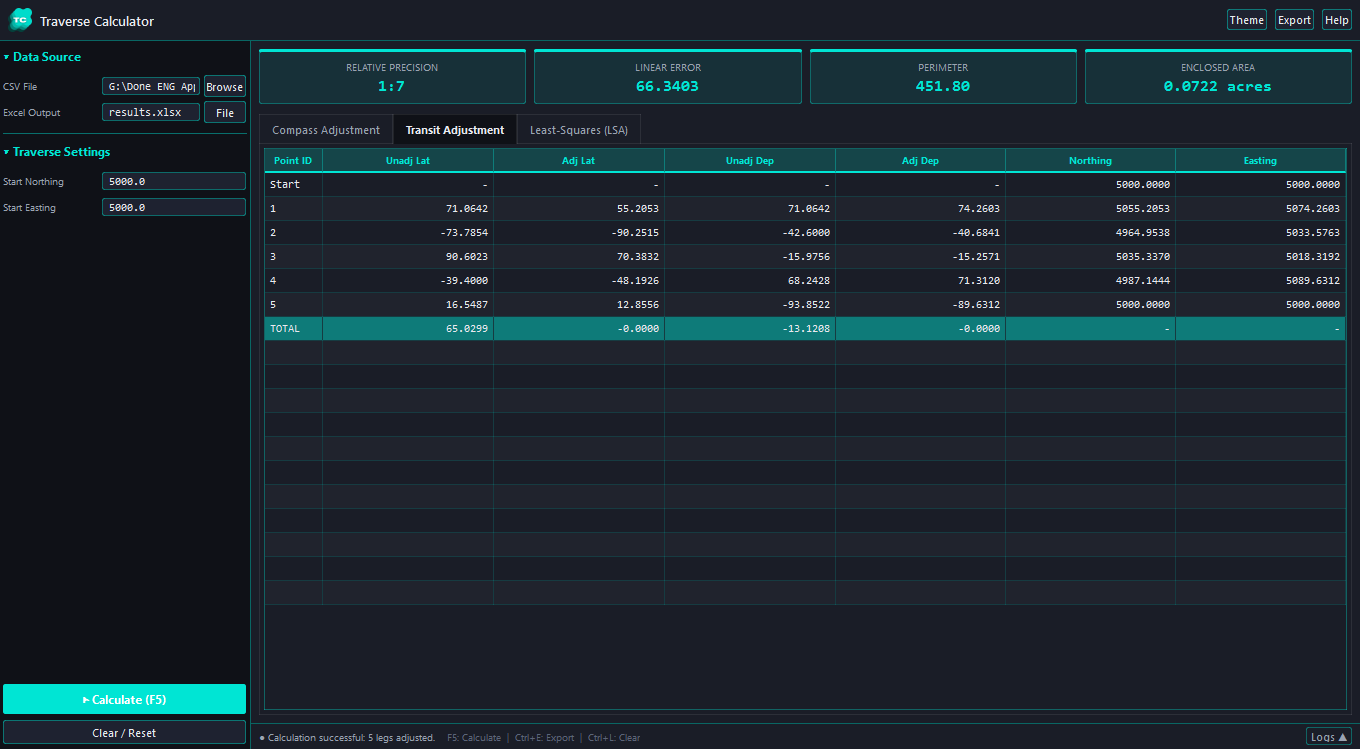 TC Traverse Calculator Theme Export Help
▾ Data Source
CSV File G:\Done ENG Ap Browse
Excel Output results.xlsx File
▾ Traverse Settings
Start Northing 5000.0
Start Easting 5000.0
RELATIVE PRECISION LINEAR ERROR PERIMETER ENCLOSED AREA
1:7 66.3403 451.80 0.0722 acres
Compass Adjustment Transit Adjustment Least-Squares (LSA)
Point ID Unadj Lat Adj Lat Unadj Dep Adj Dep Northing Easting
Start - - - - 5000.0000 5000.0000
1 71.0642 55.2053 71.0642 74.2603 5055.2053 5074.2603
2 -73.7854 -90.2515 -42.6000 -40.6841 4964.9538 5033.5763
3 90.6023 70.3832 -15.9756 -15.2571 5035.3370 5018.3192
4 -39.4000 -48.1926 68.2428 71.3120 4987.1444 5089.6312
5 16.5487 12.8556 -93.8522 -89.6312 5000.0000 5000.0000
TOTAL 65.0299 -0.0000 -13.1208 -0.0000 - -
▸ Calculate (F5)
Clear / Reset
● Calculation successful: 5 legs adjusted. F5: Calculate | Ctrl+E: Export | Ctrl+L: Clear Logs ▲